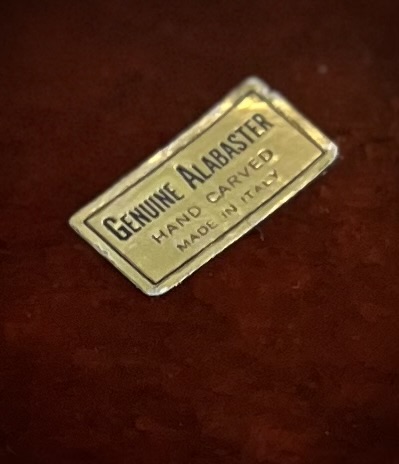 GENUINE ALABASTER
HAND CARVED
MADE IN ITALY